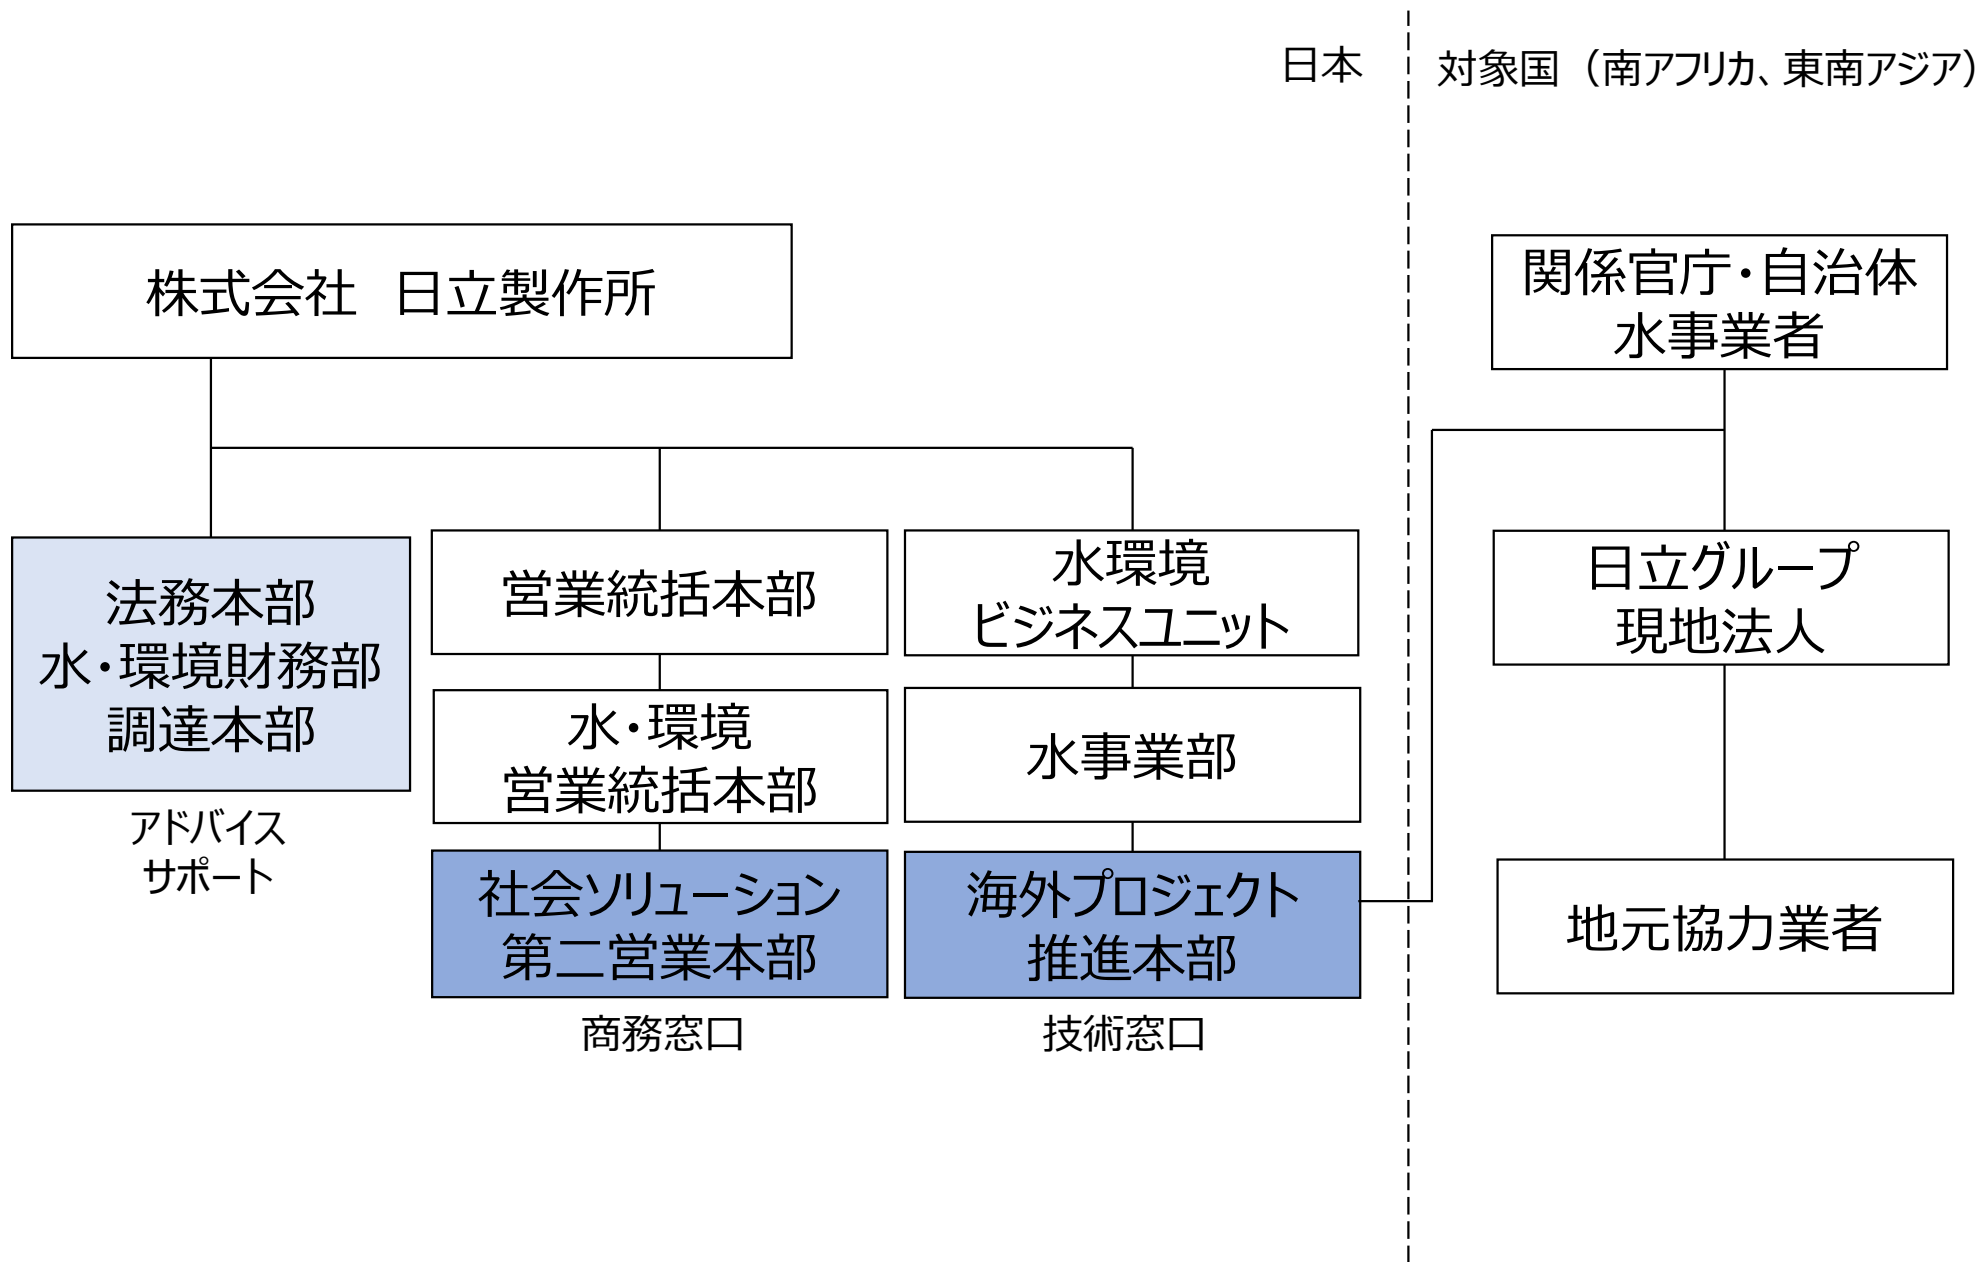 日本
対象国（南アフリカ、東南アジア）
株式会社　日立製作所
関係官庁・自治体
水事業者
法務本部
水・環境財務部
調達本部
アドバイス
サポート
営業統括本部
水・環境
営業統括本部
社会ソリューション
第二営業本部
商務窓口
水環境
ビジネスユニット
水事業部
海外プロジェクト
推進本部
技術窓口
日立グループ
現地法人
地元協力業者